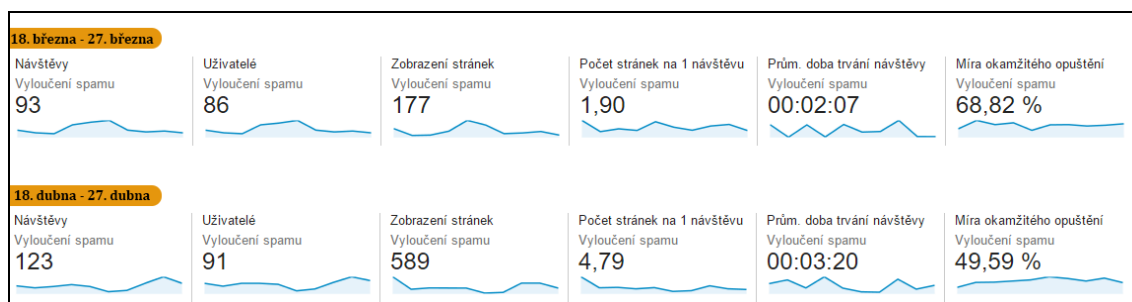 18. března - 27. března
Návštěvy Uživatelé Zobrazení stránek Počet stránek na 1 návštěvu Prům. doba trvání návštěvy Míra okamžitého opuštění
Vyloučení spamu Vyloučení spamu Vyloučení spamu Vyloučení spamu Vyloučení spamu Vyloučení spamu
93 86 177 1,90 00:02:07 68,82 %
18. dubna - 27. dubna
Návštěvy Uživatelé Zobrazení stránek Počet stránek na 1 návštěvu Prům. doba trvání návštěvy Míra okamžitého opuštění
Vyloučení spamu Vyloučení spamu Vyloučení spamu Vyloučení spamu Vyloučení spamu Vyloučení spamu
123 91 589 4,79 00:03:20 49,59 %